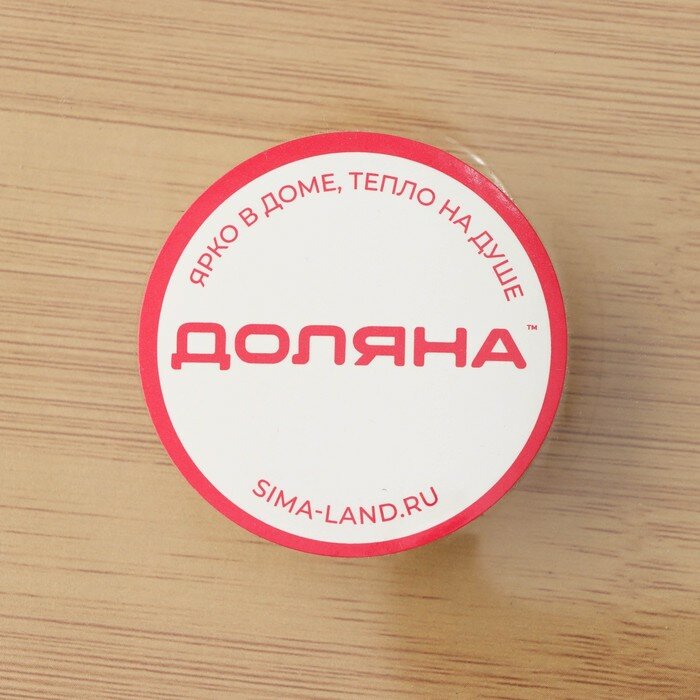 ЯРКО В ДОМЕ, ТЕПЛО НА ДУШЕ
ДОЛЯНА™
SIMA-LAND.RU